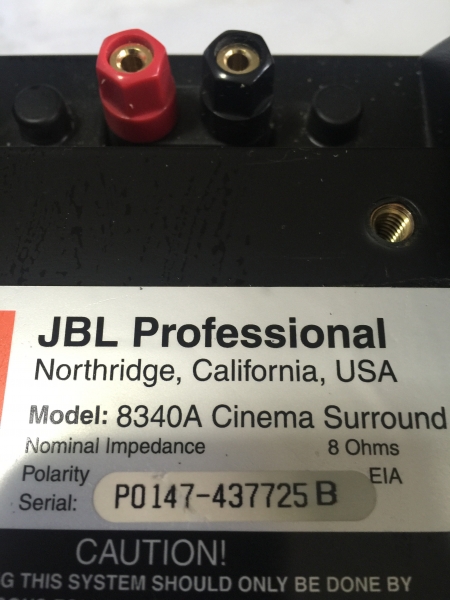 JBL Professional
Northridge, California, USA
Model: 8340A Cinema Surround
Nominal Impedance 8 Ohms
Polarity EIA
Serial: P0147-437725 B
CAUTION!
G THIS SYSTEM SHOULD ONLY BE DONE BY